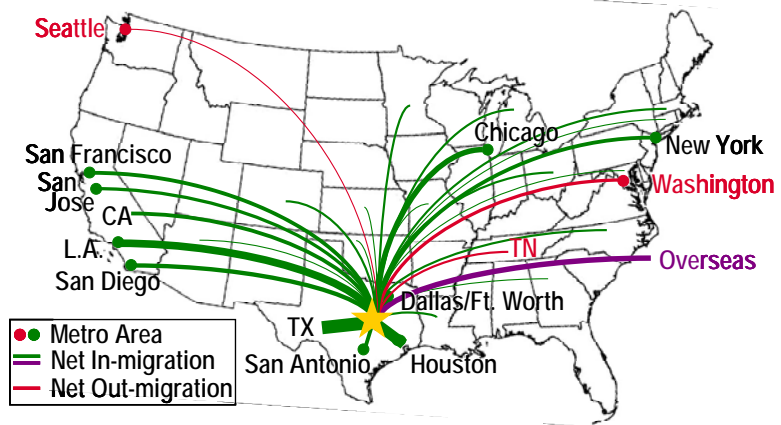 Seattle
San Francisco
San
Jose
CA
L.A.
San Diego
Chicago
New York
Washington
TN
Overseas
Dallas/Ft. Worth
TX
San Antonio
Houston
Metro Area
Net In-migration
Net Out-migration